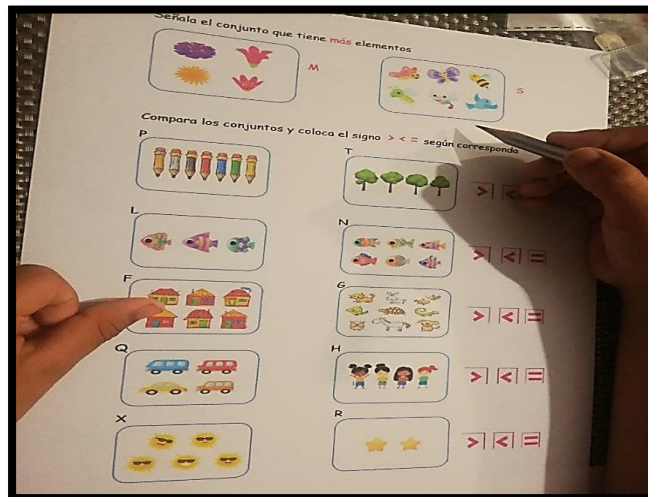 Señala el conjunto que tiene más elementos
M
S
Compara los conjuntos y coloca el signo > < = según corresponda
P
T
> <
L
N
> < =
F
G
> < =
Q
H
> < =
X
R
> < =